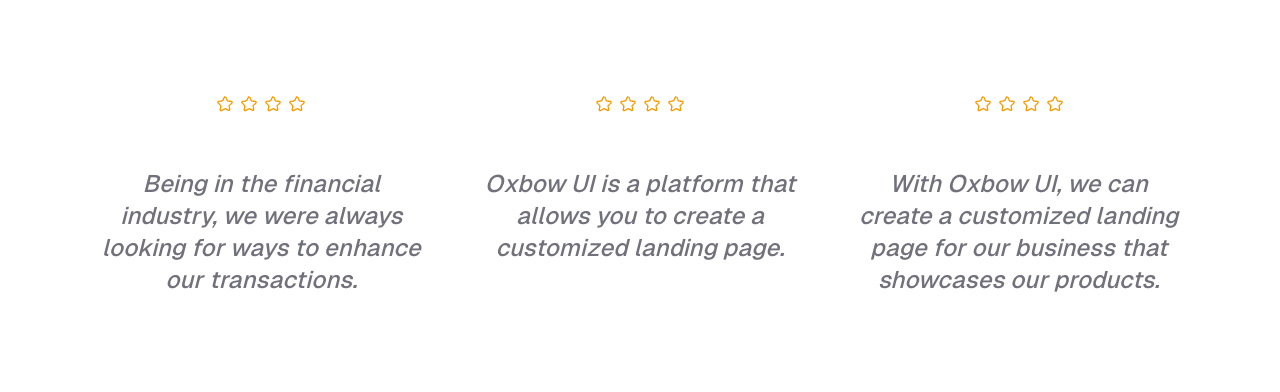 Being in the financial
industry, we were always
looking for ways to enhance
our transactions.
Oxbow UI is a platform that
allows you to create a
customized landing page.
With Oxbow UI, we can
create a customized landing
page for our business that
showcases our products.